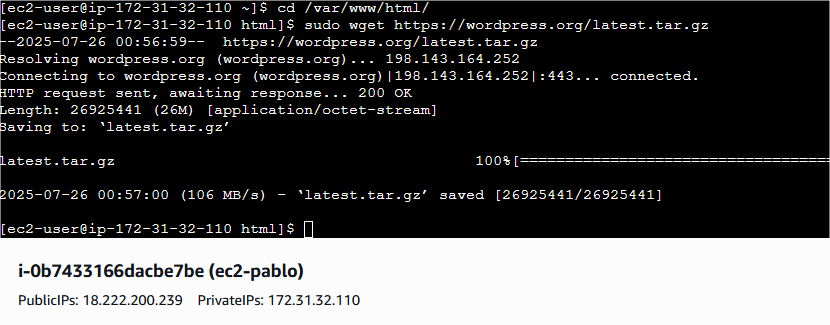 [ec2-user@ip-172-31-32-110 ~]$ cd /var/www/html/
[ec2-user@ip-172-31-32-110 html]$ sudo wget https://wordpress.org/latest.tar.gz
--2025-07-26 00:56:59--  https://wordpress.org/latest.tar.gz
Resolving wordpress.org (wordpress.org)... 198.143.164.252
Connecting to wordpress.org (wordpress.org)|198.143.164.252|:443... connected.
HTTP request sent, awaiting response... 200 OK
Length: 26925441 (26M) [application/octet-stream]
Saving to: ‘latest.tar.gz’
latest.tar.gz                                        100%[===================================
2025-07-26 00:57:00 (106 MB/s) - ‘latest.tar.gz’ saved [26925441/26925441]
[ec2-user@ip-172-31-32-110 html]$
i-0b7433166dacbe7be (ec2-pablo)
PublicIPs: 18.222.200.239    PrivateIPs: 172.31.32.110